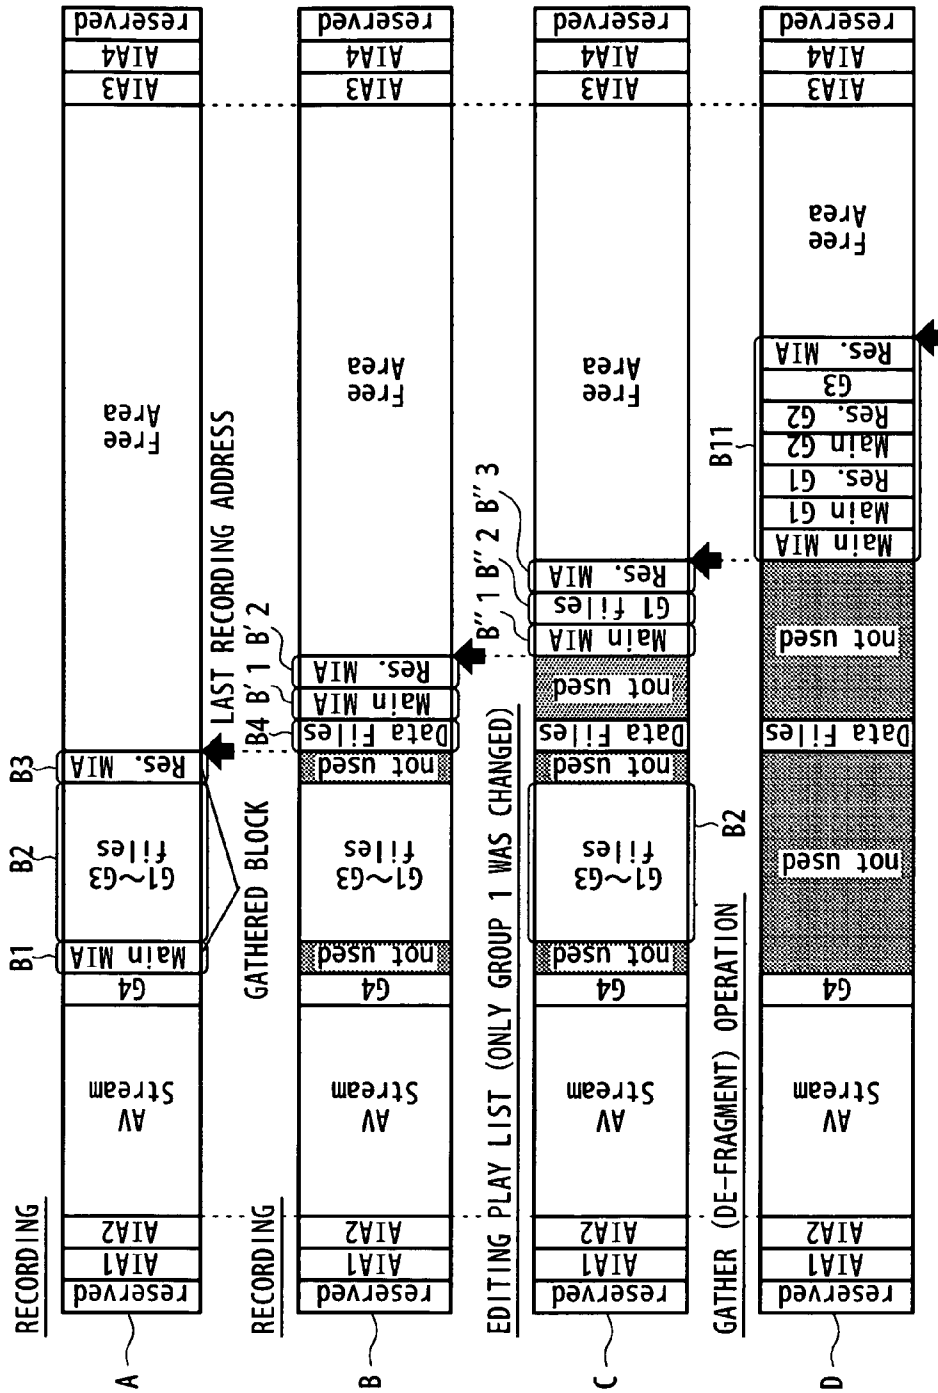 RECORDING
B1
B2
B3
A
reserved
AIA1
AIA2
AV
Stream
G4
Main MIA
G1~G3
files
Res. MIA
Free
Area
AIA3
AIA4
reserved
GATHERED BLOCK
LAST RECORDING ADDRESS
RECORDING
B4
B' 1
B' 2
B
reserved
AIA1
AIA2
AV
Stream
G4
not used
G1~G3
files
not used
Data Files
Main MIA
Res. MIA
Free
Area
AIA3
AIA4
reserved
EDITING PLAY LIST (ONLY GROUP 1 WAS CHANGED)
B" 1
B" 2
B" 3
C
reserved
AIA1
AIA2
AV
Stream
G4
not used
G1~G3
files
not used
Data Files
not used
Main MIA
G1 files
Res. MIA
Free
Area
AIA3
AIA4
reserved
B2
GATHER (DE-FRAGMENT) OPERATION
B11
D
reserved
AIA1
AIA2
AV
Stream
G4
not used
Data Files
not used
Main MIA
Main G1
Res. G1
Main G2
Res. G2
G3
Res. MIA
Free
Area
AIA3
AIA4
reserved